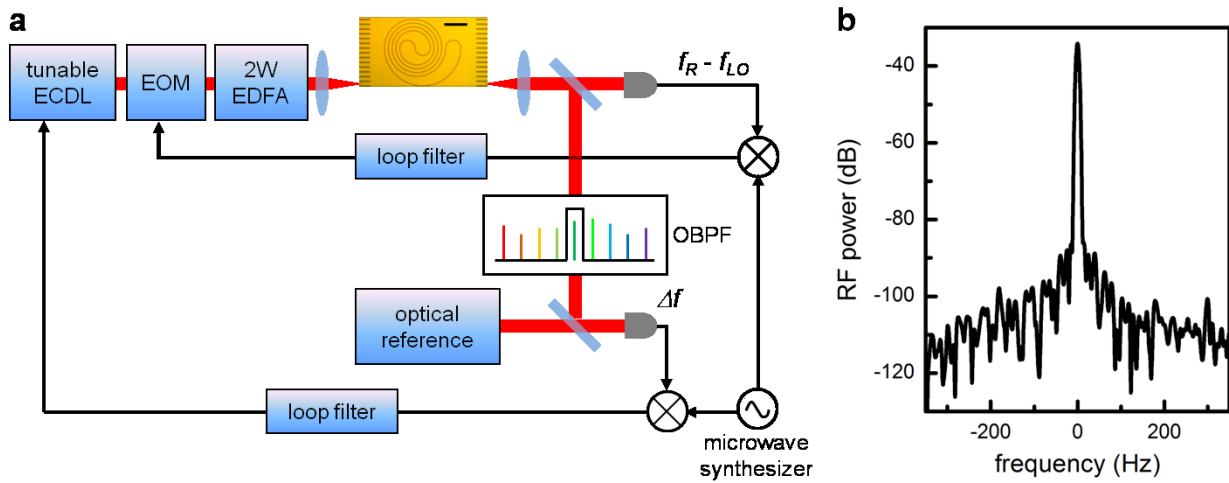 a
tunable
ECDL
EOM
2W
EDFA
f_R - f_LO
loop filter
OBPF
optical
reference
Δf
loop filter
microwave
synthesizer
b
RF power (dB)
-40
-60
-80
-100
-120
-200
0
200
frequency (Hz)